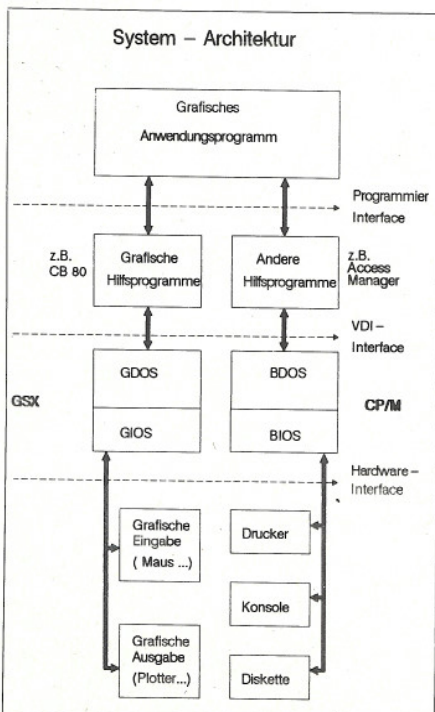 System – Architektur
Grafisches
Anwendungsprogramm
Programmier
Interface
z.B.
CB 80
Grafische
Hilfsprogramme
Andere
Hilfsprogramme
z.B.
Access
Manager
VDI –
Interface
GSX
GDOS
GIOS
BDOS
BIOS
CP/M
Hardware –
Interface
Grafische
Eingabe
( Maus ...)
Drucker
Konsole
Grafische
Ausgabe
(Plotter...)
Diskette